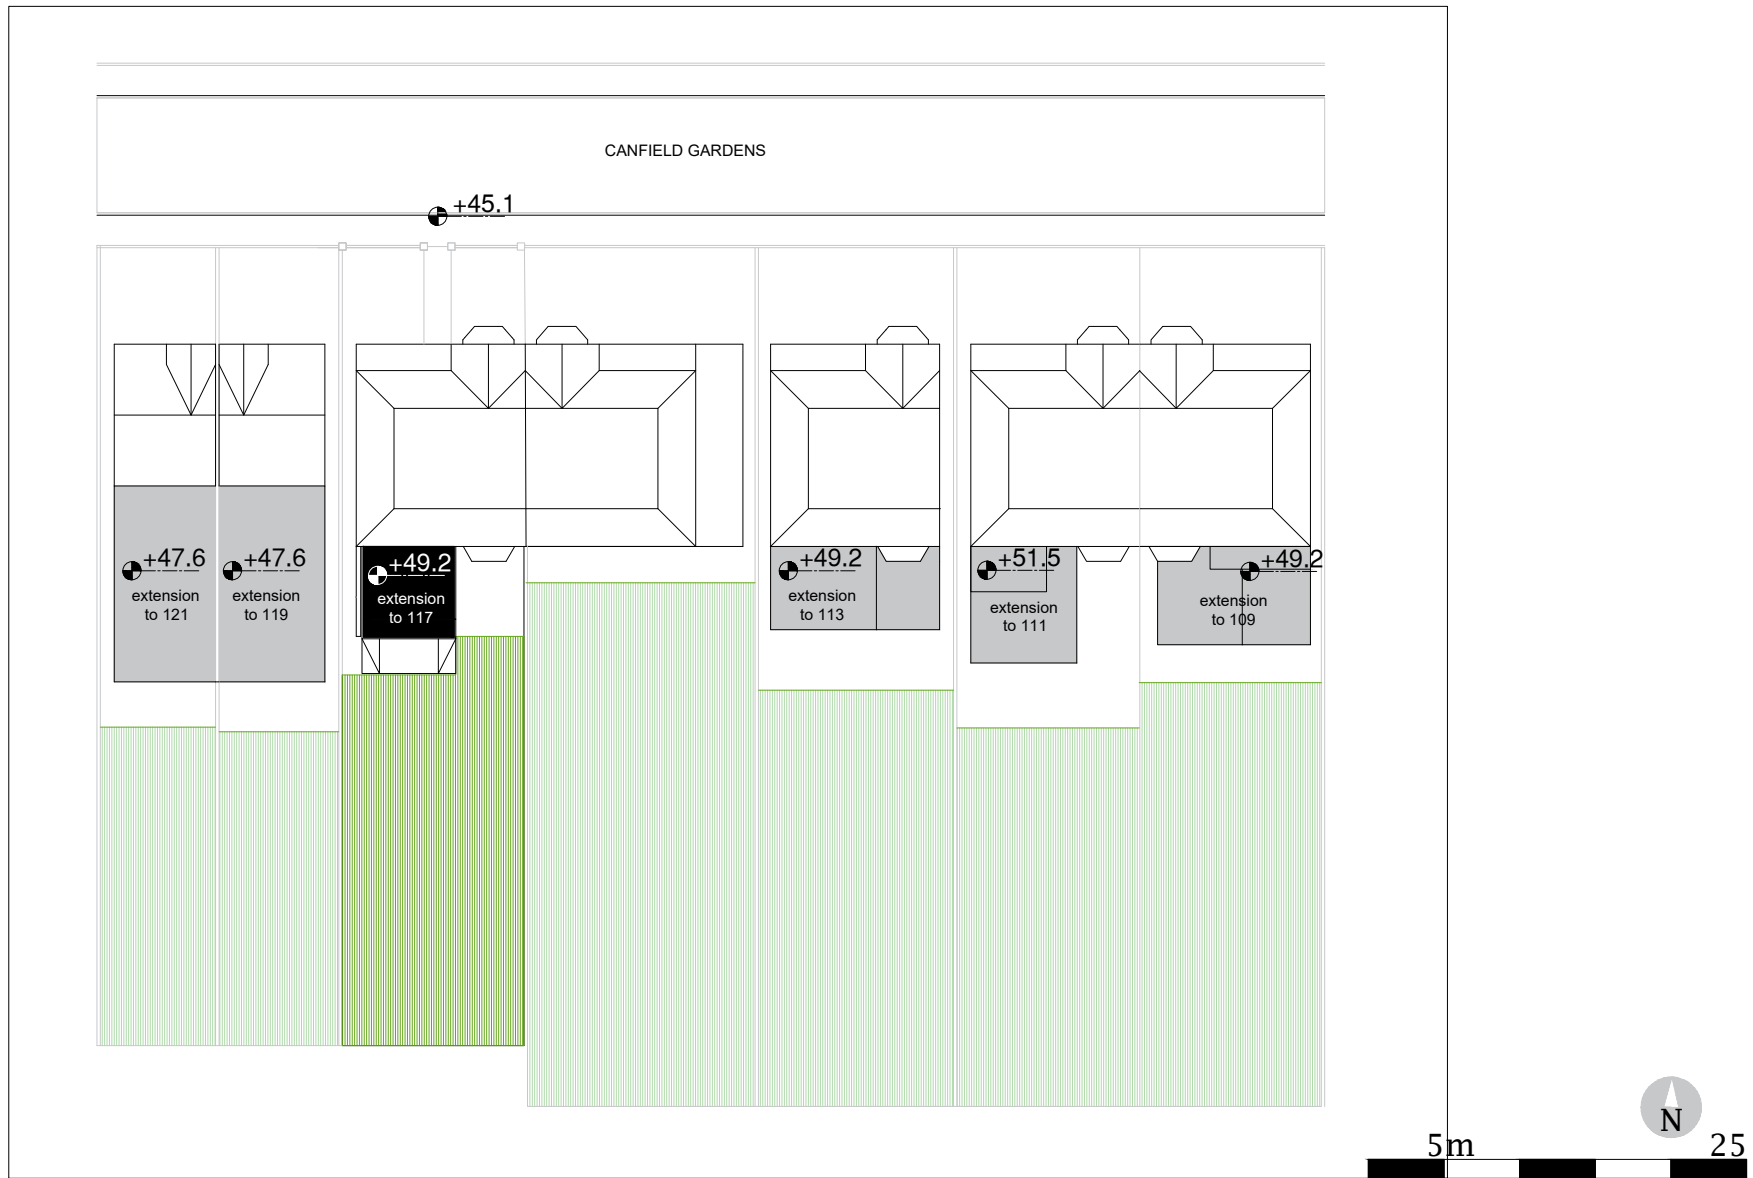 CANFIELD GARDENS
+45.1
+47.6
extension
to 121
+47.6
extension
to 119
+49.2
extension
to 117
+49.2
extension
to 113
+51.5
extension
to 111
+49.2
extension
to 109
N
5m
25